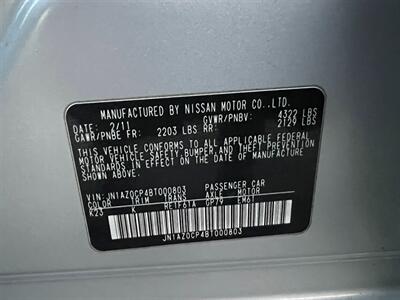 MANUFACTURED BY NISSAN MOTOR CO.,LTD.
DATE: 2/11 GVWR/PNBV: 4322 LBS
GAWR/PNBE FR: 2203 LBS RR: 2129 LBS
THIS VEHICLE CONFORMS TO ALL APPLICABLE FEDERAL
MOTOR VEHICLE SAFETY, BUMPER AND THEFT PREVENTION
STANDARDS IN EFFECT ON THE DATE OF MANUFACTURE
SHOWN ABOVE.
VIN: JN1AZ0CP4BT000803 PASSENGER CAR
COLOR TRIM TRANS AXLE MOTOR
K23 K RE1F61A GP79 EM61
JN1AZ0CP4BT000803